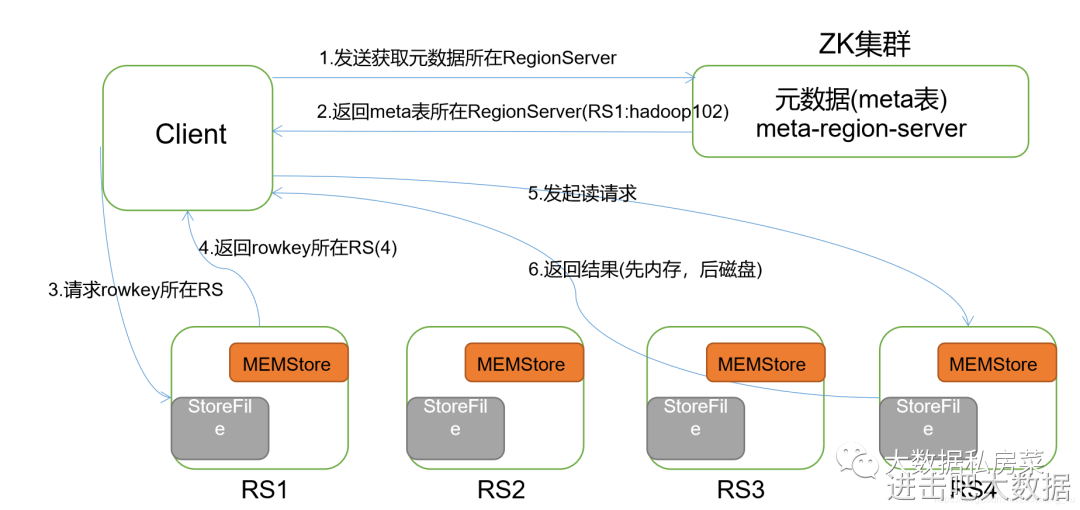 ZK集群
1.发送获取元数据所在RegionServer
元数据(meta表)
meta-region-server
2.返回meta表所在RegionServer(RS1:hadoop102)
Client
5.发起读请求
4.返回rowkey所在RS(4)
6.返回结果(先内存，后磁盘)
3.请求rowkey所在RS
MEMStore
MEMStore
MEMStore
MEMStore
StoreFil
e
StoreFil
e
StoreFil
e
StoreFil
e
大数据私房菜
进击吧大数据
RS1
RS2
RS3
RS4